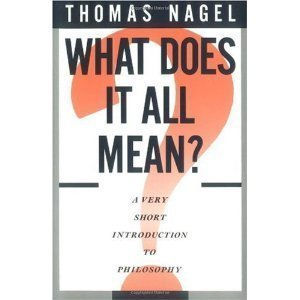 THOMAS NAGEL
WHAT DOES
IT ALL
MEAN?
A VERY
SHORT
INTRODUCTION
TO
PHILOSOPHY